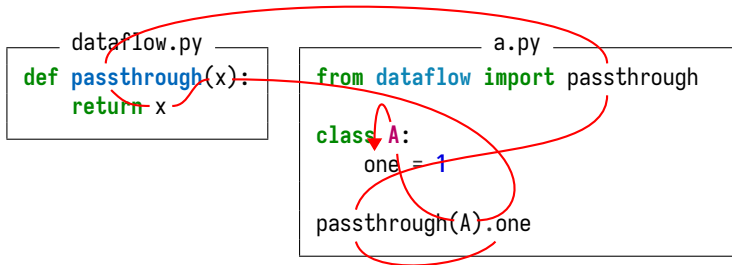 dataflow.py
def passthrough(x):
    return x
a.py
from dataflow import passthrough
class A:
    one = 1
passthrough(A).one